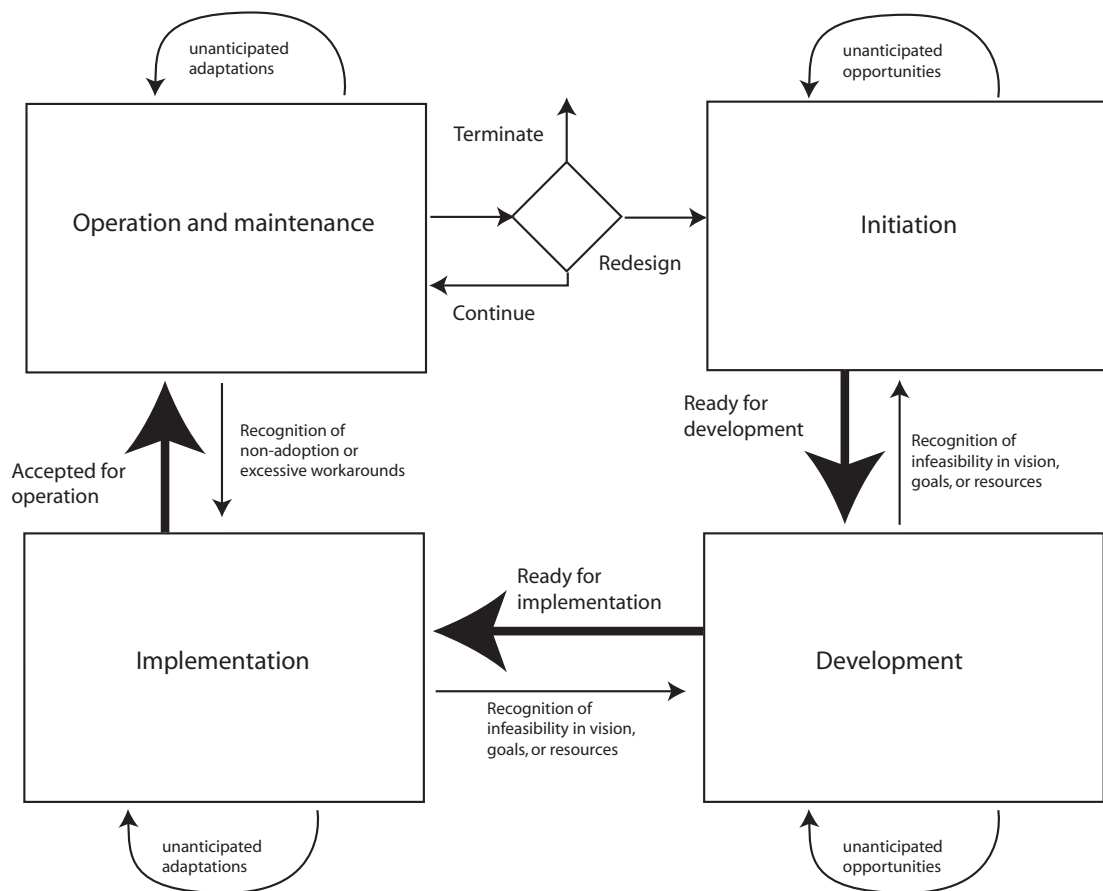 unanticipated
adaptations
unanticipated
opportunities
Terminate
Operation and maintenance
Initiation
Redesign
Continue
Ready for
development
Recognition of
non-adoption or
excessive workarounds
Recognition of
infeasibility in vision,
goals, or resources
Accepted for
operation
Ready for
implementation
Implementation
Development
Recognition of
infeasibility in vision,
goals, or resources
unanticipated
adaptations
unanticipated
opportunities